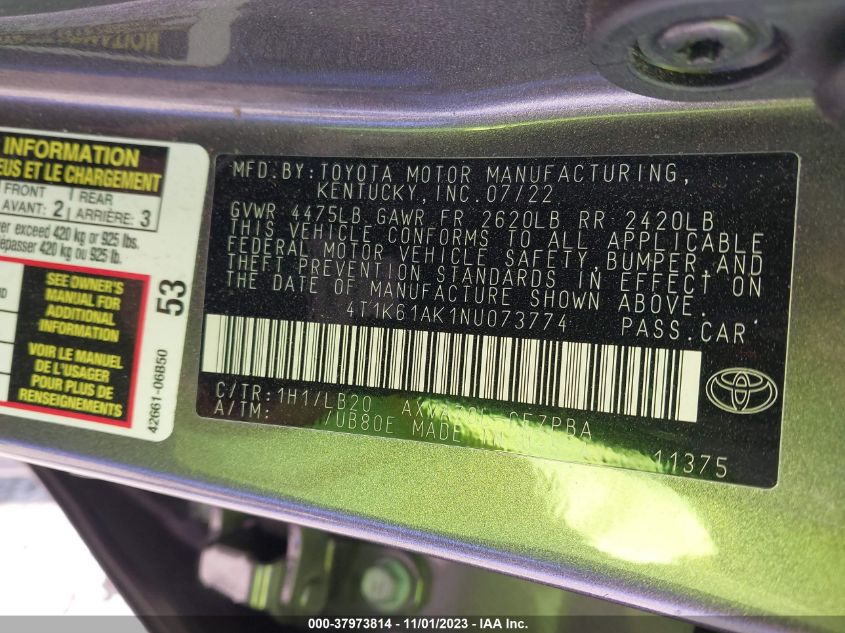 INFORMATION
EUS ET LE CHARGEMENT
FRONT
AVANT: 2
REAR
ARRIÈRE: 3
er exceed 420 kg or 925 lbs.
epasser 420 kg ou 925 lb.
SEE OWNER'S
MANUAL FOR
ADDITIONAL
INFORMATION
VOIR LE MANUEL
DE L'USAGER
POUR PLUS DE
RENSEIGNEMENTS
53
42661-06B50
MFD.BY:TOYOTA MOTOR MANUFACTURING,
KENTUCKY,INC.07/22
GVWR 4475LB GAWR FR 2620LB RR 2420LB
THIS VEHICLE CONFORMS TO ALL APPLICABLE
FEDERAL MOTOR VEHICLE SAFETY,BUMPER,AND
THEFT PREVENTION STANDARDS IN EFFECT ON
THE DATE OF MANUFACTURE SHOWN ABOVE.
4T1K61AK1NU073774 PASS.CAR
C/TR:1H1/LB20
A/TM: /UB80E MADE
11375
000-37973814 - 11/01/2023 - IAA Inc.